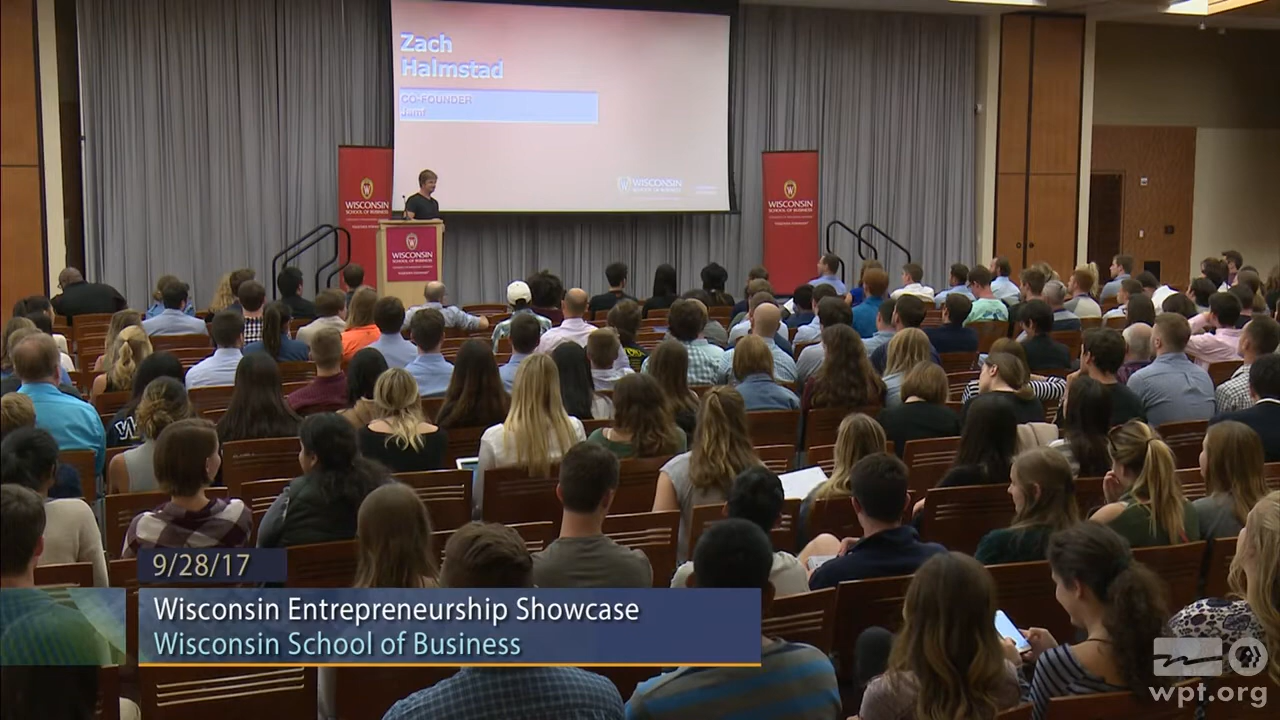 Zach
Halmstad
CO-FOUNDER
Jamf
WISCONSIN
SCHOOL OF BUSINESS
WISCONSIN
SCHOOL OF BUSINESS
WISCONSIN
SCHOOL OF BUSINESS
WISCONSIN
SCHOOL OF BUSINESS
9/28/17
Wisconsin Entrepreneurship Showcase
Wisconsin School of Business
PBS
wpt.org